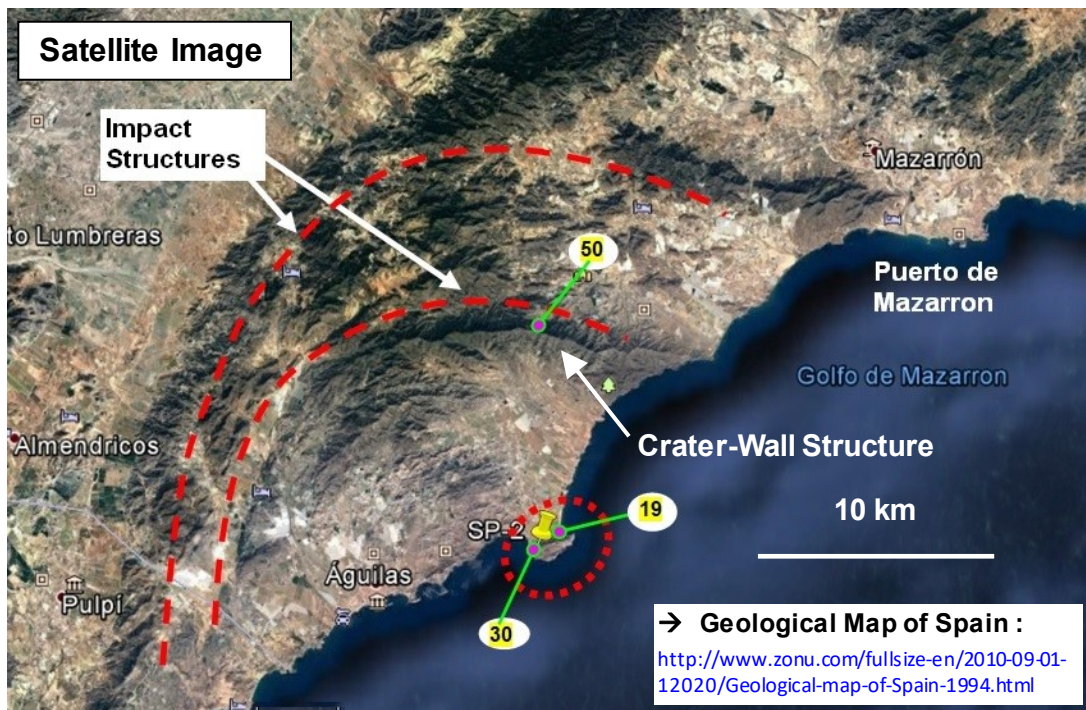 Satellite Image
Impact
Structures
Mazarrón
to Lumbreras
50
Puerto de
Mazarron
Golfo de Mazarron
Almendricos
Crater-Wall Structure
10 km
19
SP-2
Águilas
Pulpí
30
→ Geological Map of Spain :
http://www.zonu.com/fullsize-en/2010-09-01-
12020/Geological-map-of-Spain-1994.html